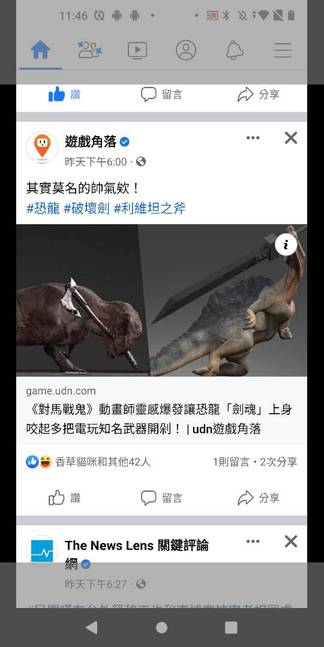 11:46
讚 留言 分享
遊戲角落
昨天下午6:00 ·
其實莫名的帥氣欸！
#恐龍 #破壞劍 #利維坦之斧
i
game.udn.com
《對馬戰鬼》動畫師靈感爆發讓恐龍「劍魂」上身
咬起多把電玩知名武器開剁！ | udn遊戲角落
香草貓咪和其他42人 1則留言・2次分享
讚 留言 分享
The News Lens 關鍵評論
網
昨天下午6:27 ·